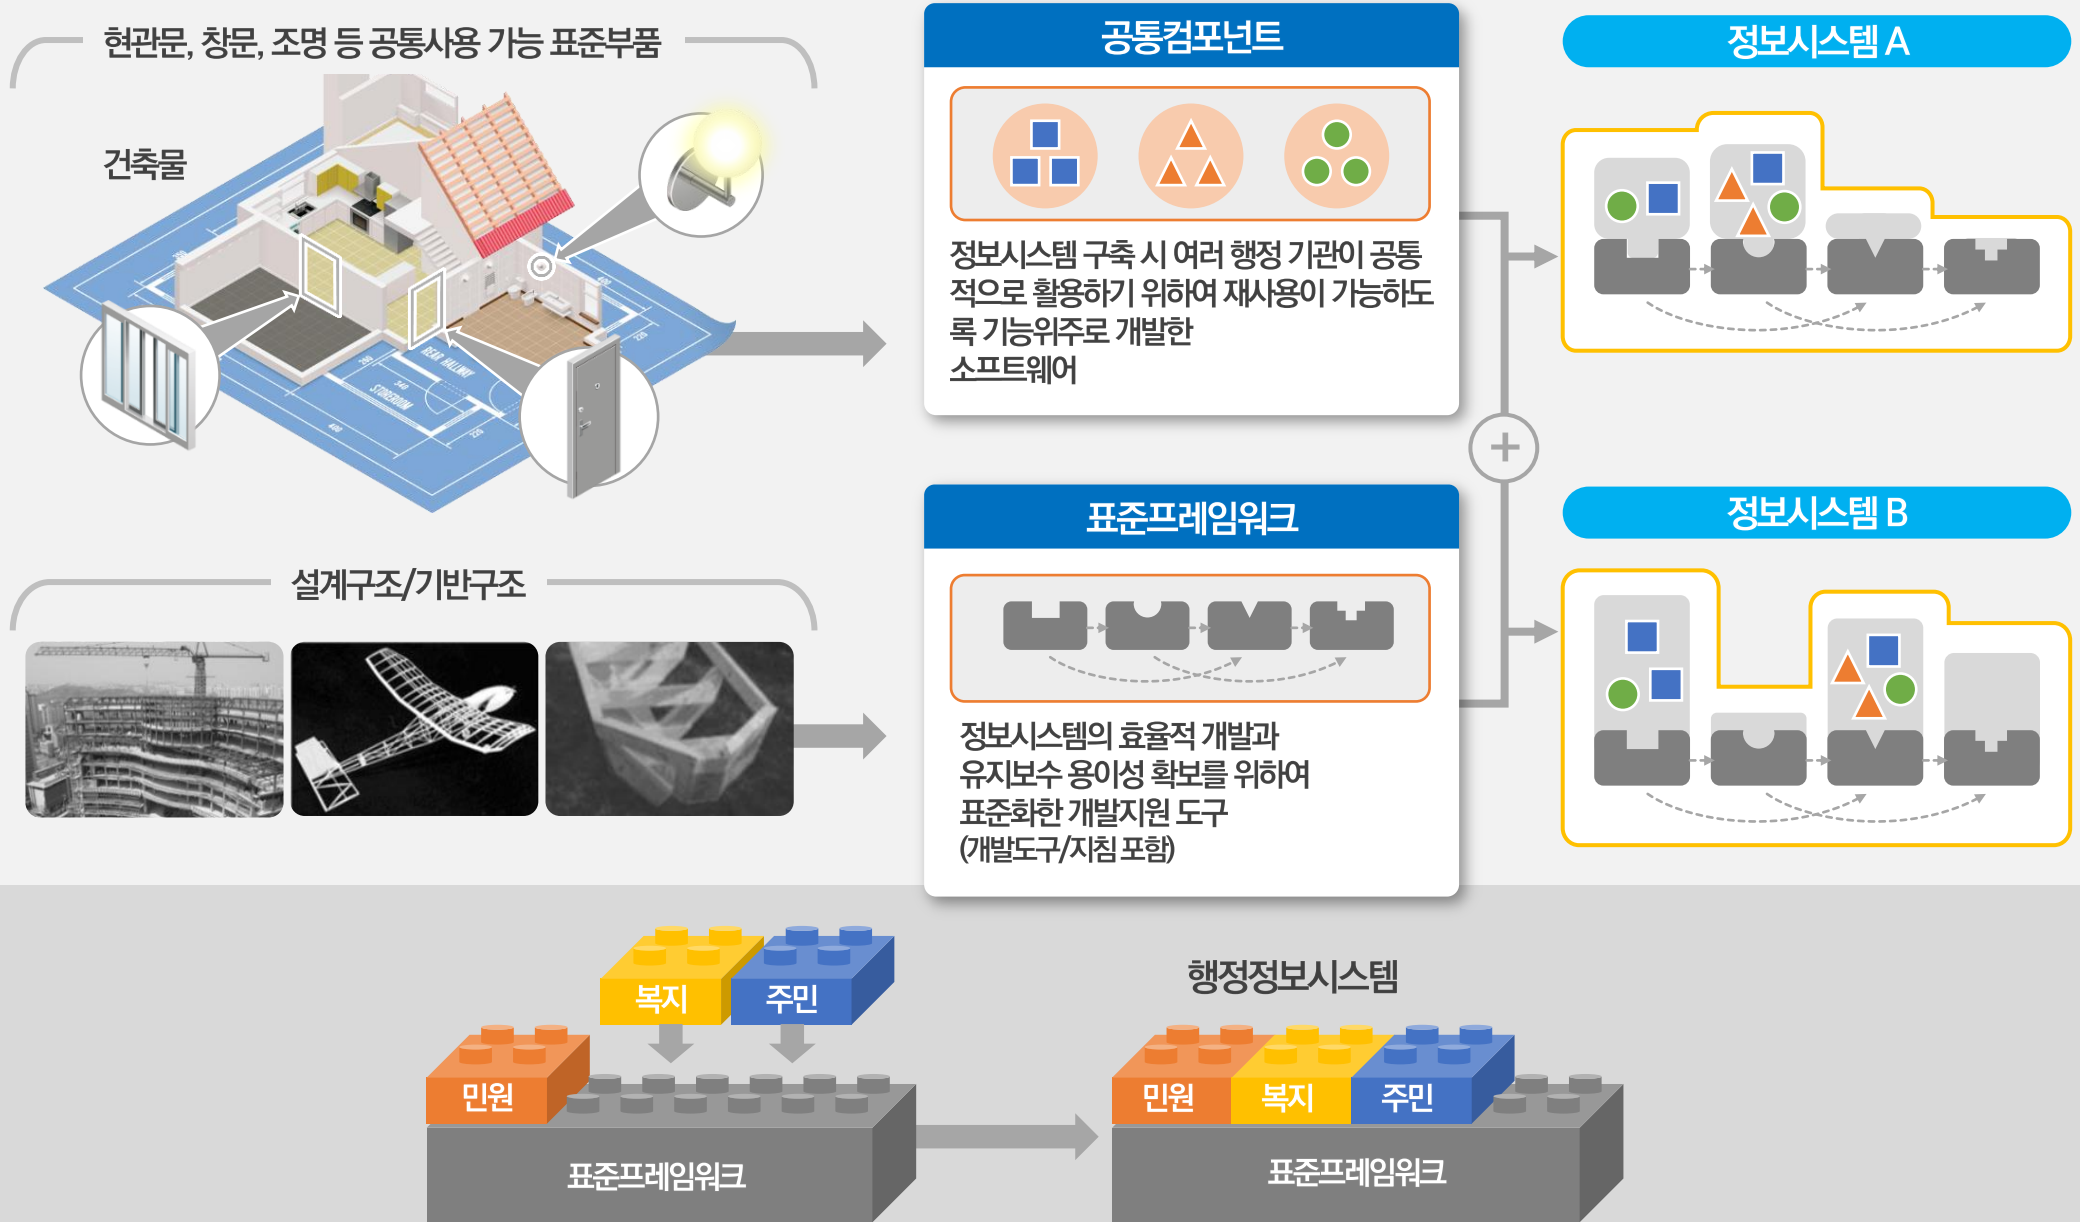 현관문, 창문, 조명 등 공통사용 가능 표준부품
건축물
REAR HALLWAY
STOREROOM
340
260
220
400
220
400
설계구조/기반구조
공통컴포넌트
정보시스템 구축 시 여러 행정 기관이 공통
적으로 활용하기 위하여 재사용이 가능하도
록 기능위주로 개발한
소프트웨어
+
표준프레임워크
정보시스템의 효율적 개발과
유지보수 용이성 확보를 위하여
표준화한 개발지원 도구
(개발도구/지침 포함)
정보시스템 A
정보시스템 B
복지
주민
민원
표준프레임워크
행정정보시스템
민원
복지
주민
표준프레임워크